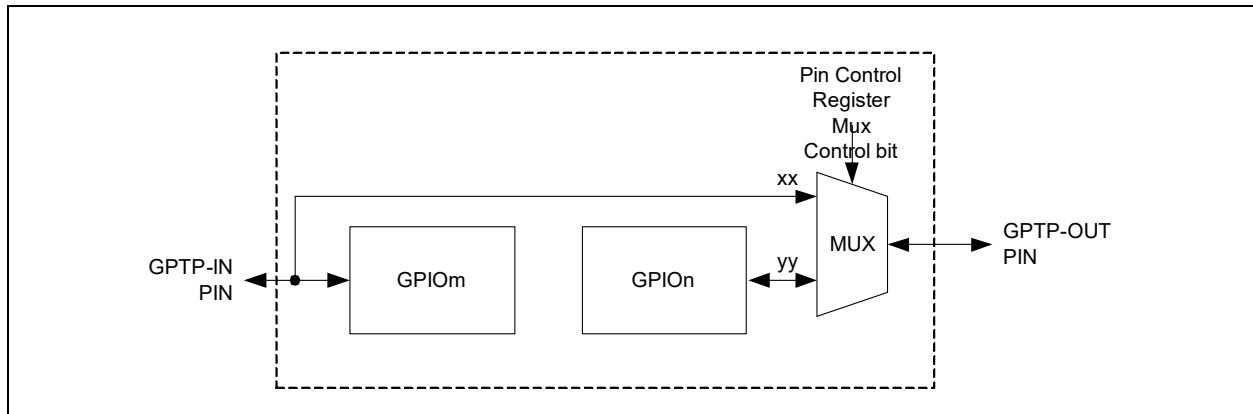 Pin Control
Register
Mux
Control bit
xx
MUX
GPTP-OUT
PIN
yy
GPTP-IN
PIN
GPIOm
GPIOn